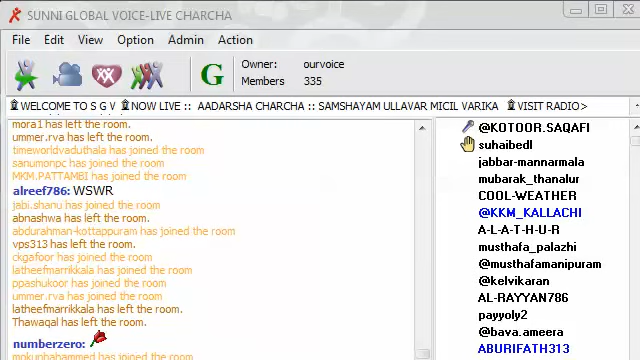 SUNNI GLOBAL VOICE-LIVE CHARCHA
File Edit View Option Admin Action
G
Owner: ourvoice
Members 335
WELCOME TO S G V NOW LIVE :: AADARSHA CHARCHA :: SAMSHAYAM ULLAVAR MICIL VARIKA VISIT RADIO>
mora1 has left the room.
ummer.rva has left the room.
timeworldvaduthala has joined the room
sanumonpc has joined the room
MKM.PATTAMBI has joined the room
alreef786: WSWR
jabi.shanu has joined the room
abnashwa has left the room.
abdurahman-kottappuram has joined the room
vps313 has left the room.
ckgafoor has joined the room
latheefmarrikkala has joined the room
ppashukoor has joined the room
ummer.rva has joined the room
latheefmarrikkala has left the room.
Thawaqal has left the room.
numberzero:
mpkunhahammed has joined the room
@KOTOOR.SAQAFI
suhaibedl
jabbar-mannarmala
mubarak_thanalur
COOL-WEATHER
@KKM_KALLACHI
A-L-A-T-H-U-R
musthafa_palazhi
@musthafamanipuram
@kelvikaran
AL-RAYYAN786
payyoly2
@bava.ameera
ABURIFATH313